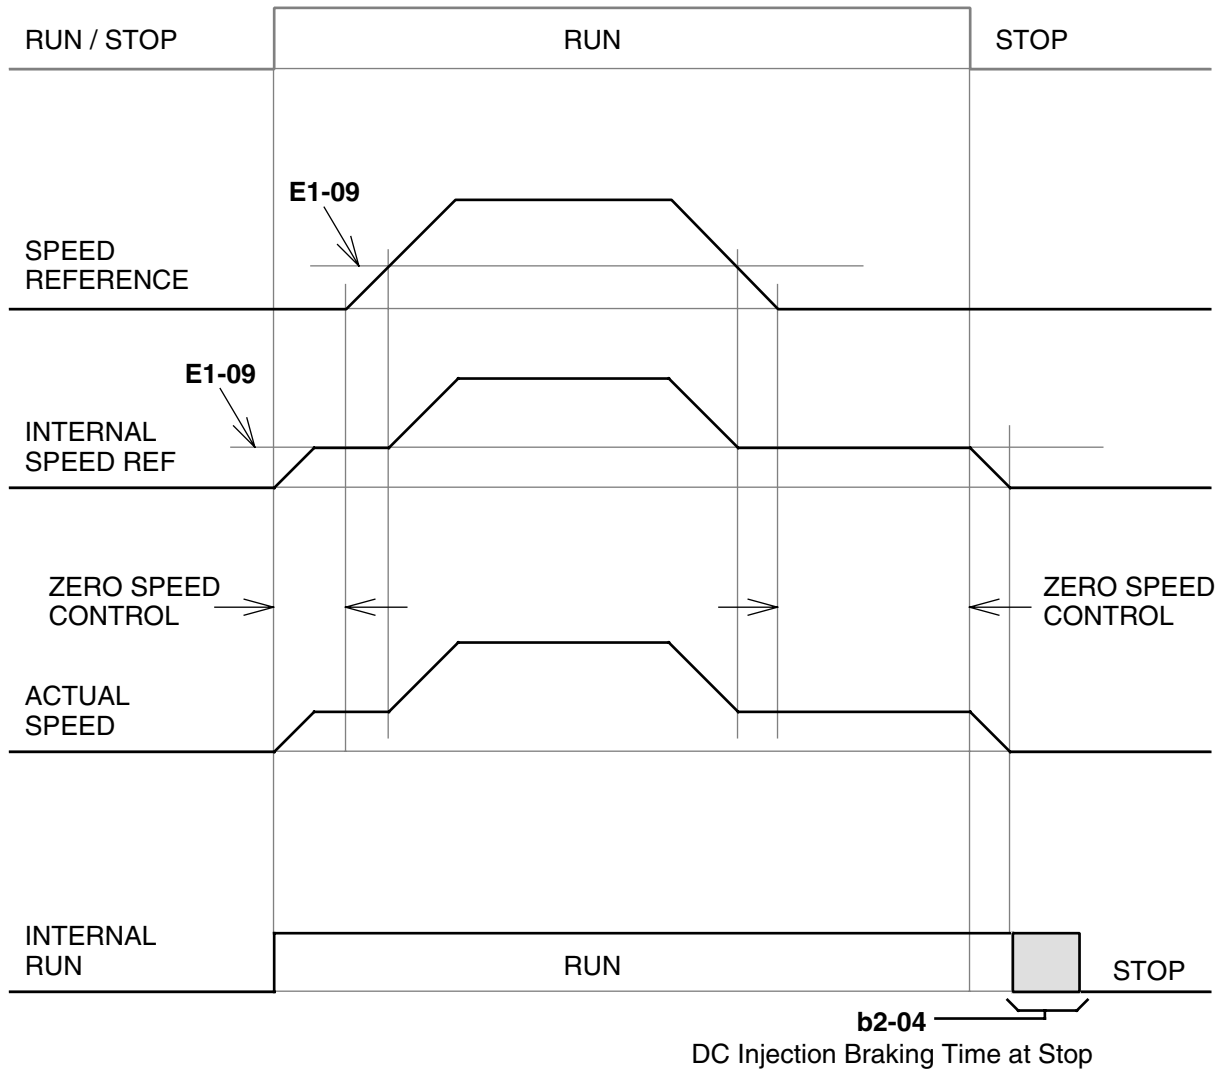 RUN / STOP
RUN
STOP
E1-09
SPEED
REFERENCE
E1-09
INTERNAL
SPEED REF
ZERO SPEED
CONTROL
ZERO SPEED
CONTROL
ACTUAL
SPEED
INTERNAL
RUN
RUN
STOP
b2-04
DC Injection Braking Time at Stop